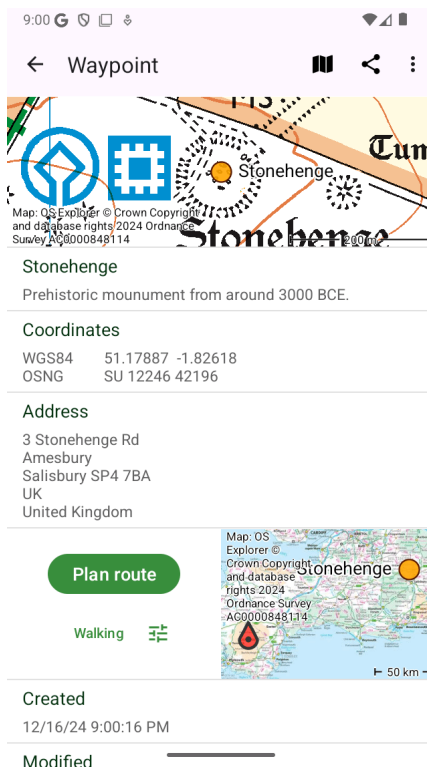 9:00
Waypoint
M3
Tum
Stonehenge
Map: OS Explorer © Crown Copyright
and database rights 2024 Ordnance
Survey AC0000848114
Stonehenge
200 m
Stonehenge
Prehistoric mounument from around 3000 BCE.
Coordinates
WGS84 51.17887 -1.82618
OSNG SU 12246 42196
Address
3 Stonehenge Rd
Amesbury
Salisbury SP4 7BA
UK
United Kingdom
Map: OS
Explorer ©
Crown Copyright
and database
rights 2024
Ordnance Survey
AC0000848114
Stonehenge
50 km
Plan route
Walking
Created
12/16/24 9:00:16 PM
Modified